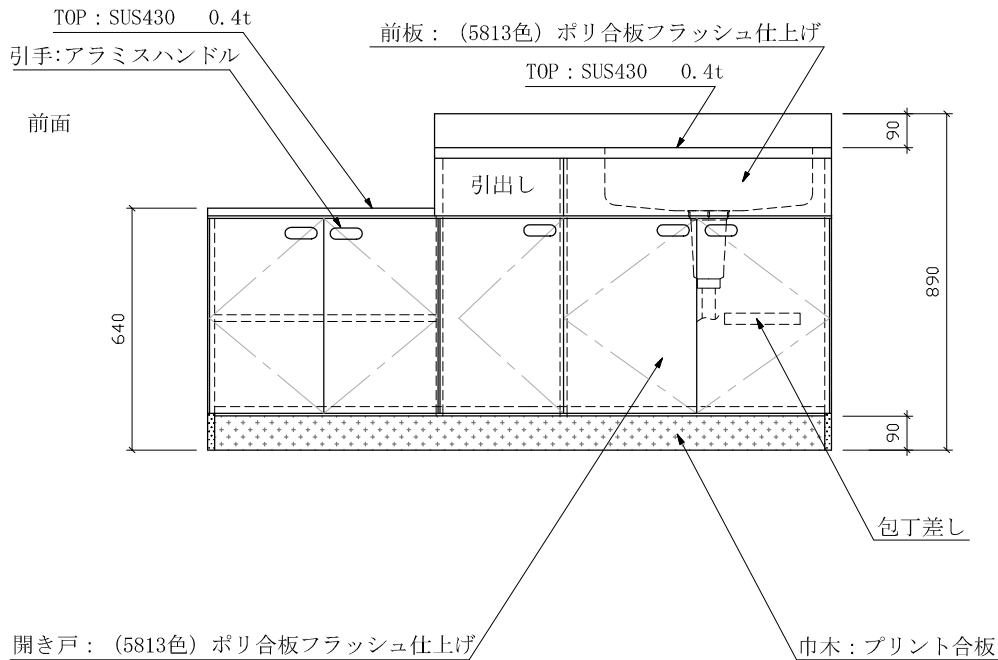 TOP：SUS430　0.4t
引手:アラミスハンドル
前板：（5813色）ポリ合板フラッシュ仕上げ
TOP：SUS430　0.4t
前面
90
引出し
640
890
90
包丁差し
開き戸：（5813色）ポリ合板フラッシュ仕上げ
巾木：プリント合板